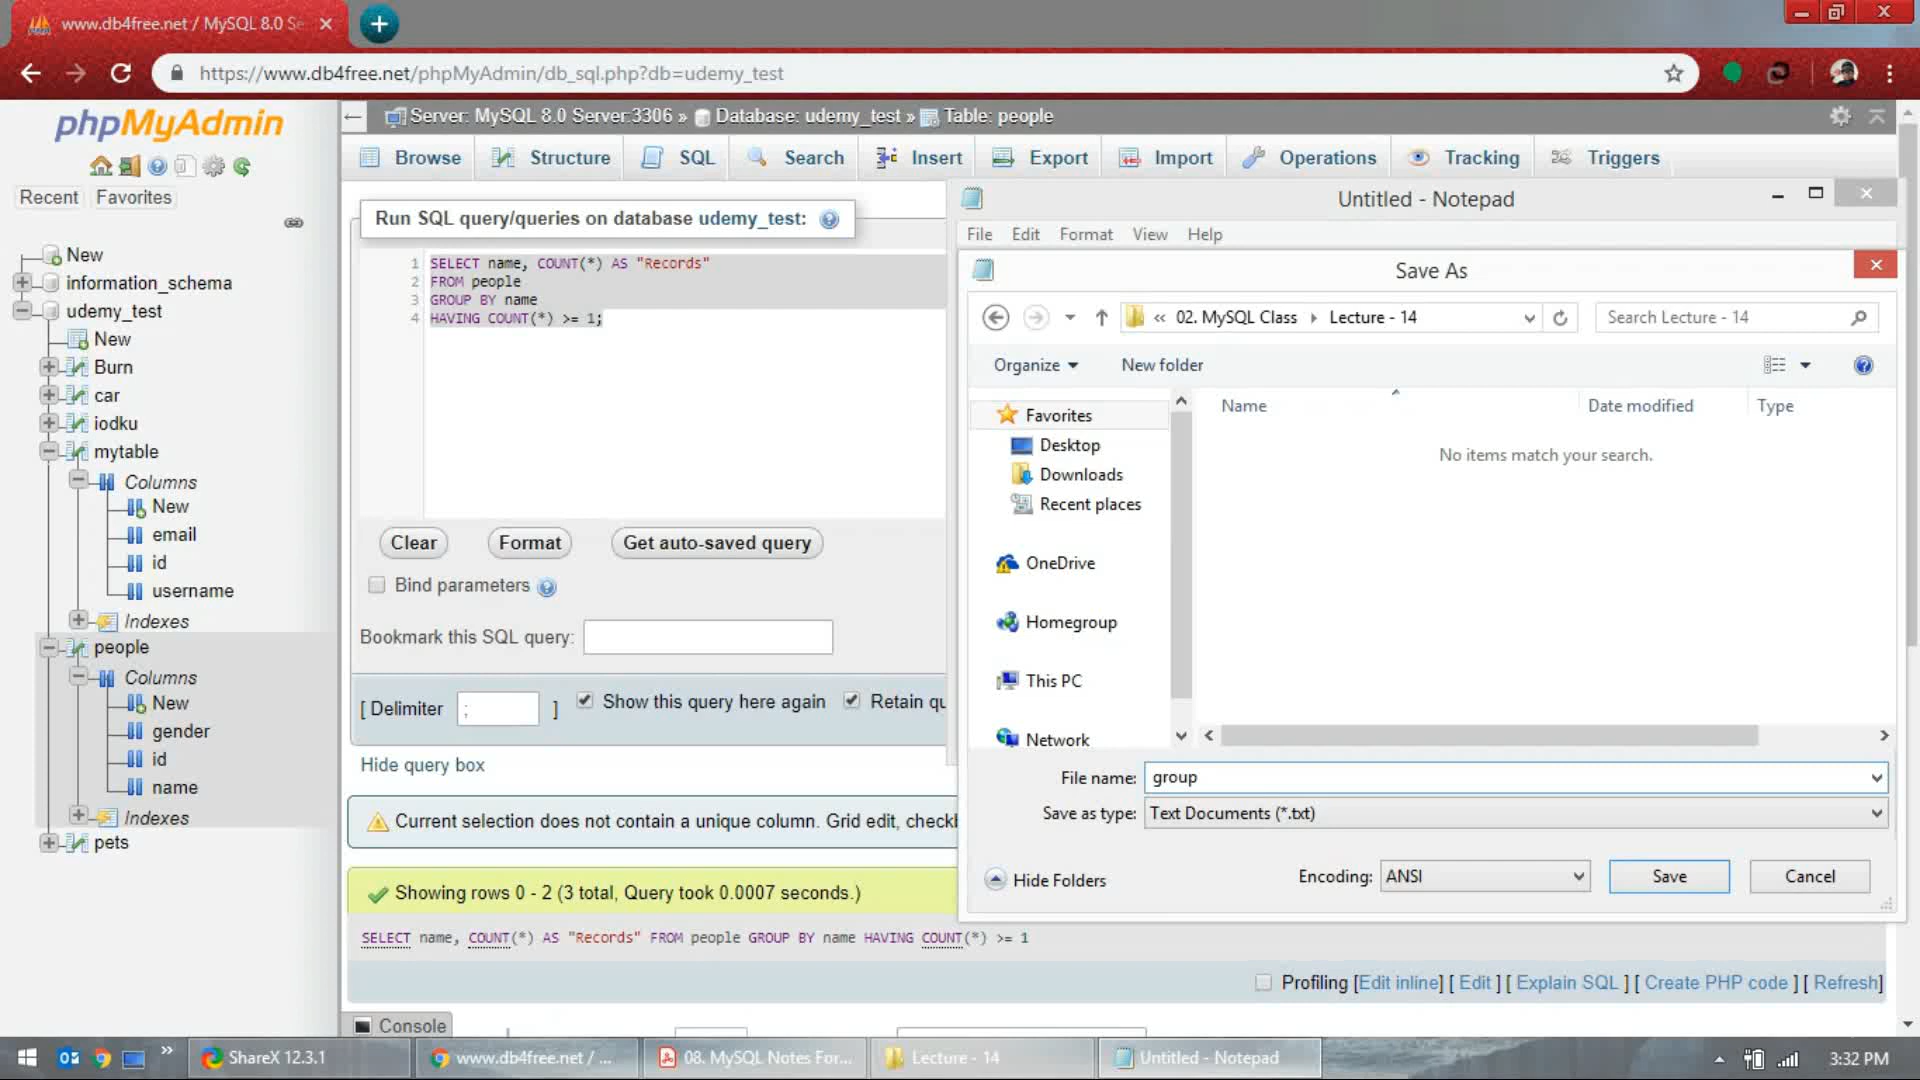 www.db4free.net / MySQL 8.0 Se
https://www.db4free.net/phpMyAdmin/db_sql.php?db=udemy_test
phpMyAdmin
Recent
Favorites
New
information_schema
udemy_test
New
Burn
car
iodku
mytable
Columns
New
email
id
username
Indexes
people
Columns
New
gender
id
name
Indexes
pets
Server: MySQL 8.0 Server:3306 » Database: udemy_test » Table: people
Browse
Structure
SQL
Search
Insert
Export
Import
Operations
Tracking
Triggers
Run SQL query/queries on database udemy_test:
1 SELECT name, COUNT(*) AS "Records"
2 FROM people
3 GROUP BY name
4 HAVING COUNT(*) >= 1;
Clear
Format
Get auto-saved query
Bind parameters
Bookmark this SQL query:
[ Delimiter ; ]
Show this query here again
Retain qu
Hide query box
Current selection does not contain a unique column. Grid edit, checkb
Showing rows 0 - 2 (3 total, Query took 0.0007 seconds.)
SELECT name, COUNT(*) AS "Records" FROM people GROUP BY name HAVING COUNT(*) >= 1
Profiling [Edit inline] [ Edit ] [ Explain SQL ] [ Create PHP code ] [ Refresh]
Console
Untitled - Notepad
File Edit Format View Help
Save As
« 02. MySQL Class
Lecture - 14
Search Lecture - 14
Organize
New folder
Name
Date modified
Type
No items match your search.
Favorites
Desktop
Downloads
Recent places
OneDrive
Homegroup
This PC
Network
File name: group
Save as type: Text Documents (*.txt)
Hide Folders
Encoding: ANSI
Save
Cancel
ShareX 12.3.1
www.db4free.net / ...
08. MySQL Notes For...
Lecture - 14
Untitled - Notepad
3:32 PM